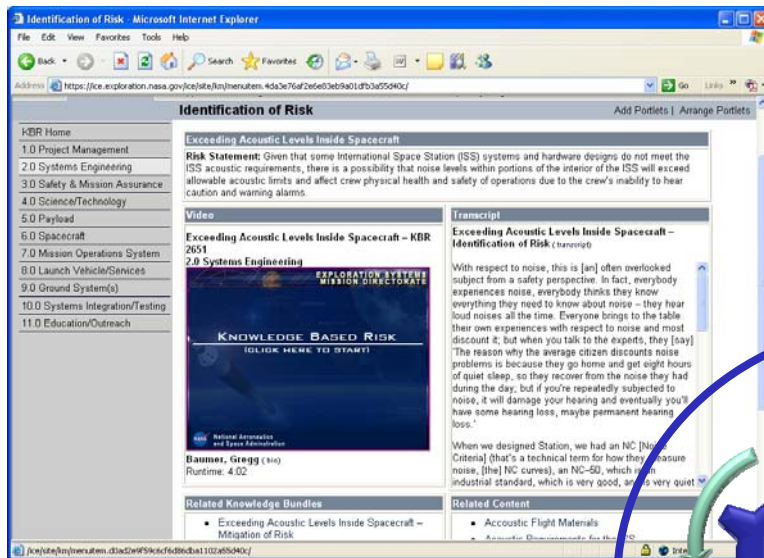 Identification of Risk - Microsoft Internet Explorer
File Edit View Favorites Tools Help
Back Search Favorites
Address https://ice.exploration.nasa.gov/ice/site/km/menuitem.4da3e76af2e6e83eb9a01dfb3a55d40c/ Go Links »
Identification of Risk Add Portlets | Arrange Portlets
KBR Home
1.0 Project Management
2.0 Systems Engineering
3.0 Safety & Mission Assurance
4.0 Science/Technology
5.0 Payload
6.0 Spacecraft
7.0 Mission Operations System
8.0 Launch Vehicle/Services
9.0 Ground System(s)
10.0 Systems Integration/Testing
11.0 Education/Outreach
Exceeding Acoustic Levels Inside Spacecraft
Risk Statement: Given that some International Space Station (ISS) systems and hardware designs do not meet the
ISS acoustic requirements, there is a possibility that noise levels within portions of the interior of the ISS will exceed
allowable acoustic limits and affect crew physical health and safety of operations due to the crew's inability to hear
caution and warning alarms.
Video
Exceeding Acoustic Levels Inside Spacecraft – KBR
2651
2.0 Systems Engineering
EXPLORATION SYSTEMS
MISSION DIRECTORATE
KNOWLEDGE BASED RISK
(CLICK HERE TO START)
National Aeronautics
and Space Administration
Baumer, Gregg (bio)
Runtime: 4:02
Transcript
Exceeding Acoustic Levels Inside Spacecraft –
Identification of Risk (transcript)
With respect to noise, this is [an] often overlooked
subject from a safety perspective. In fact, everybody
experiences noise, everybody thinks they know
everything they need to know about noise – they hear
loud noises all the time. Everyone brings to the table
their own experiences with respect to noise and most
discount it; but when you talk to the experts, they [say]
'The reason why the average citizen discounts noise
problems is because they go home and get eight hours
of quiet sleep, so they recover from the noise they had
during the day; but if you're repeatedly subjected to
noise, it will damage your hearing and eventually you'll
have some hearing loss, maybe permanent hearing
loss.'
When we designed Station, we had an NC [Noise
Criteria] (that's a technical term for how they measure
noise, [the] NC curves), an NC–50, which is an
industrial standard, which is very good, and is very quiet
Related Knowledge Bundles
Exceeding Acoustic Levels Inside Spacecraft –
Mitigation of Risk
Related Content
Accoustic Flight Materials
Acoustic Requirements for the ISS
/ice/site/km/menuitem.d0ad2e9f59c6cf6d86dba1102a55d40c/